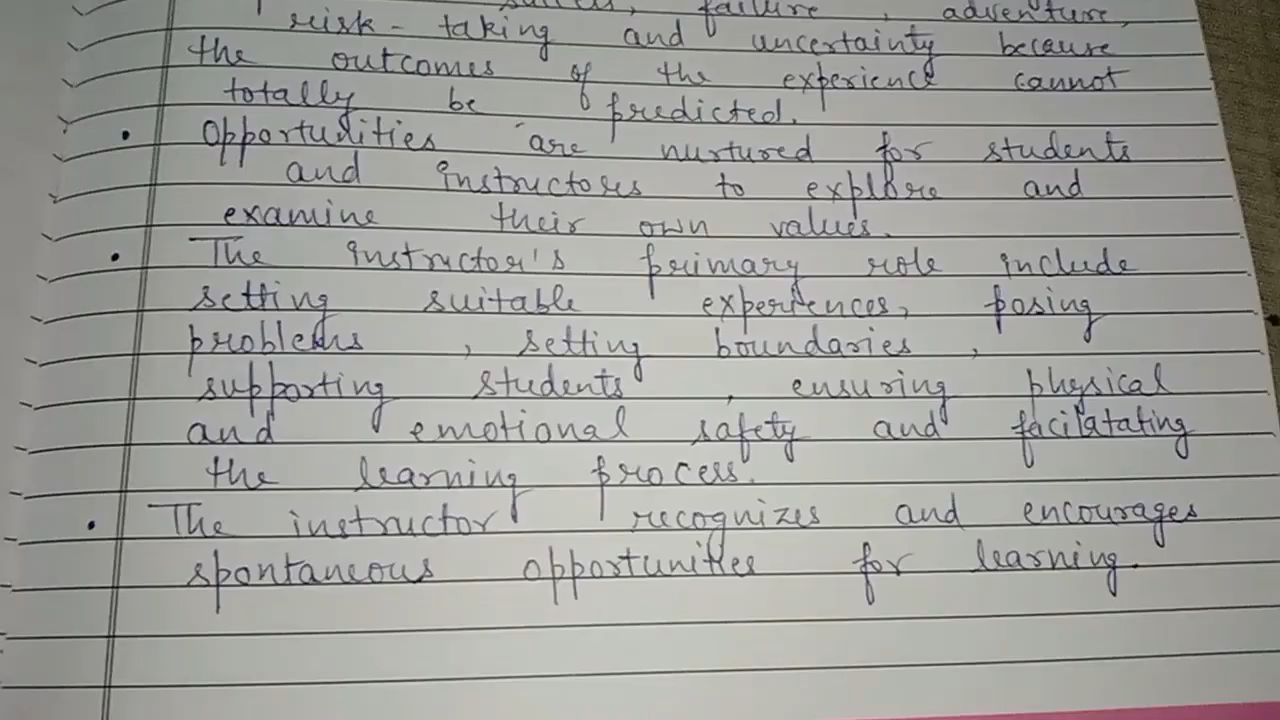 failure, adventure,
risk-taking and uncertainty because
the outcomes of the experience cannot
totally be predicted.
• Opportunities are nurtured for students
and instructors to explore and
examine their own values.
• The instructor's primary role include
setting suitable experiences, posing
problems, setting boundaries,
supporting students, ensuring physical
and emotional safety and facilatating
the learning process.
• The instructor recognizes and encourages
spontaneous opportunities for learning.